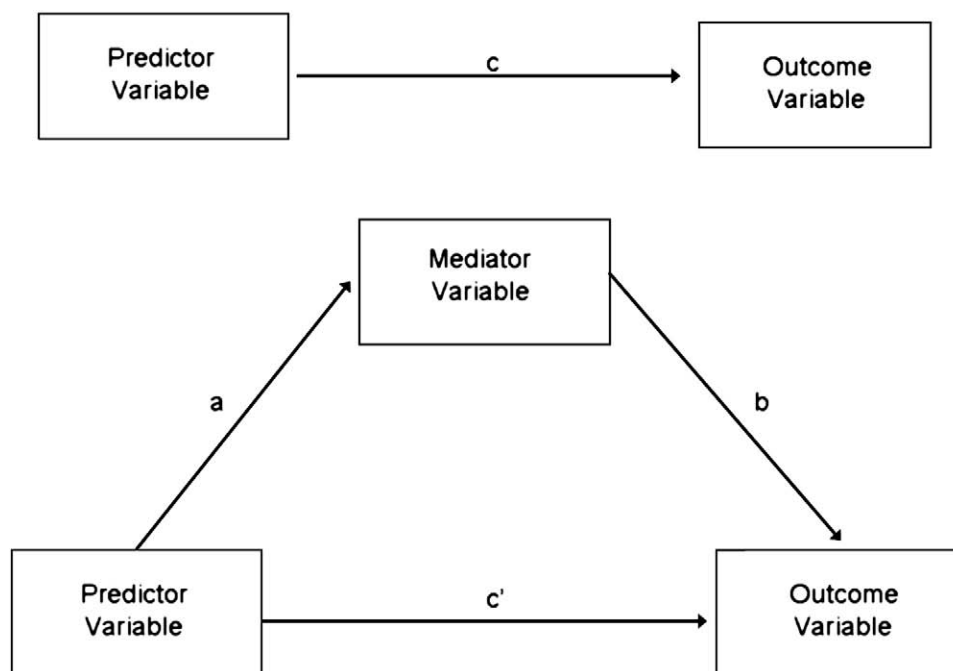 Predictor
Variable
c
Outcome
Variable
Mediator
Variable
a
b
Predictor
Variable
c'
Outcome
Variable